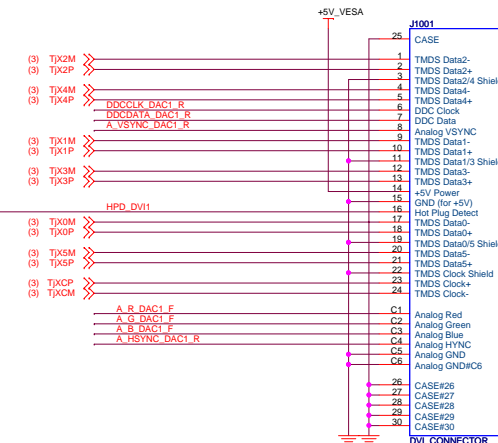 +5V_VESA
J1001
25 CASE
(3) TjX2M 1 TMDS Data2-
(3) TjX2P 2 TMDS Data2+
3 TMDS Data2/4 Shield
(3) TjX4M 4 TMDS Data4-
(3) TjX4P 5 TMDS Data4+
DDCCLK_DAC1_R 6 DDC Clock
DDCDATA_DAC1_R 7 DDC Data
A_VSYNC_DAC1_R 8 Analog VSYNC
(3) TjX1M 9 TMDS Data1-
(3) TjX1P 10 TMDS Data1+
11 TMDS Data1/3 Shield
(3) TjX3M 12 TMDS Data3-
(3) TjX3P 13 TMDS Data3+
14 +5V Power
15 GND (for +5V)
HPD_DVI1 16 Hot Plug Detect
(3) TjX0M 17 TMDS Data0-
(3) TjX0P 18 TMDS Data0+
19 TMDS Data0/5 Shield
(3) TjX5M 20 TMDS Data5-
(3) TjX5P 21 TMDS Data5+
22 TMDS Clock Shield
(3) TjXCP 23 TMDS Clock+
(3) TjXCM 24 TMDS Clock-
A_R_DAC1_F C1 Analog Red
A_G_DAC1_F C2 Analog Green
A_B_DAC1_F C3 Analog Blue
A_HSYNC_DAC1_R C4 Analog HYNC
C5 Analog GND
C6 Analog GND#C6
26 CASE#26
27 CASE#27
28 CASE#28
29 CASE#29
30 CASE#30
DVI CONNECTOR